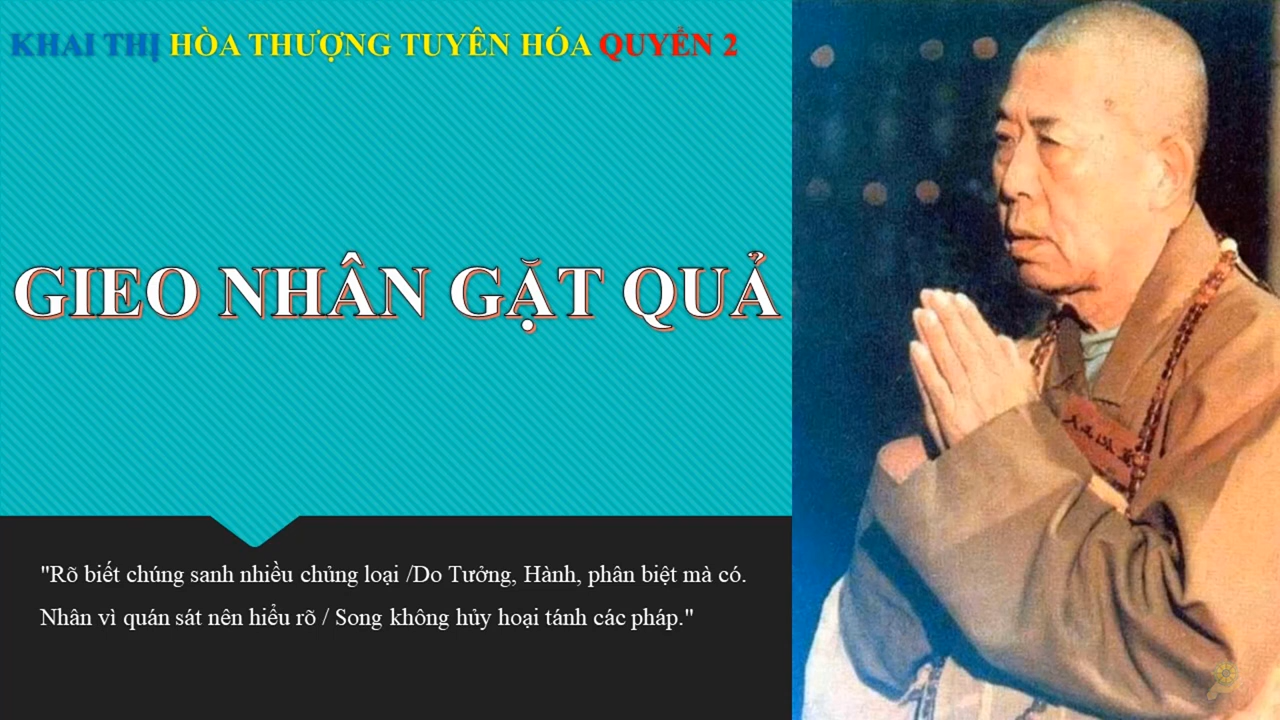 KHAI THỊ HÒA THƯỢNG TUYÊN HÓA QUYỂN 2
GIEO NHÂN GẶT QUẢ
"Rõ biết chúng sanh nhiều chủng loại /Do Tưởng, Hành, phân biệt mà có.
Nhân vì quán sát nên hiểu rõ / Song không hủy hoại tánh các pháp."